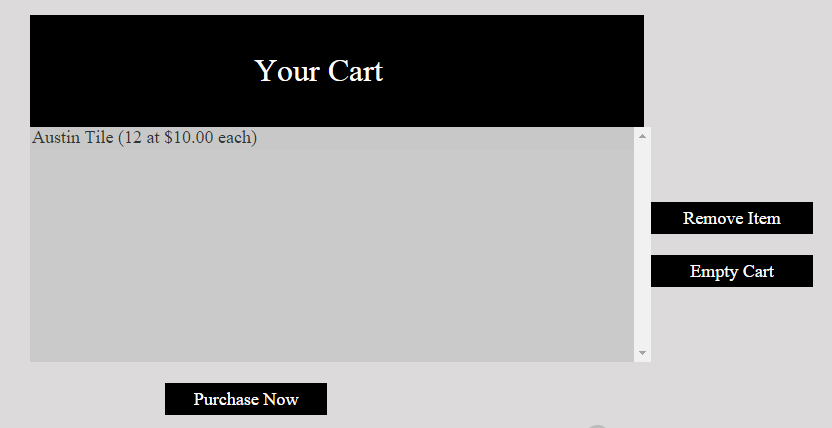 Your Cart
Austin Tile (12 at $10.00 each)
Remove Item
Empty Cart
Purchase Now